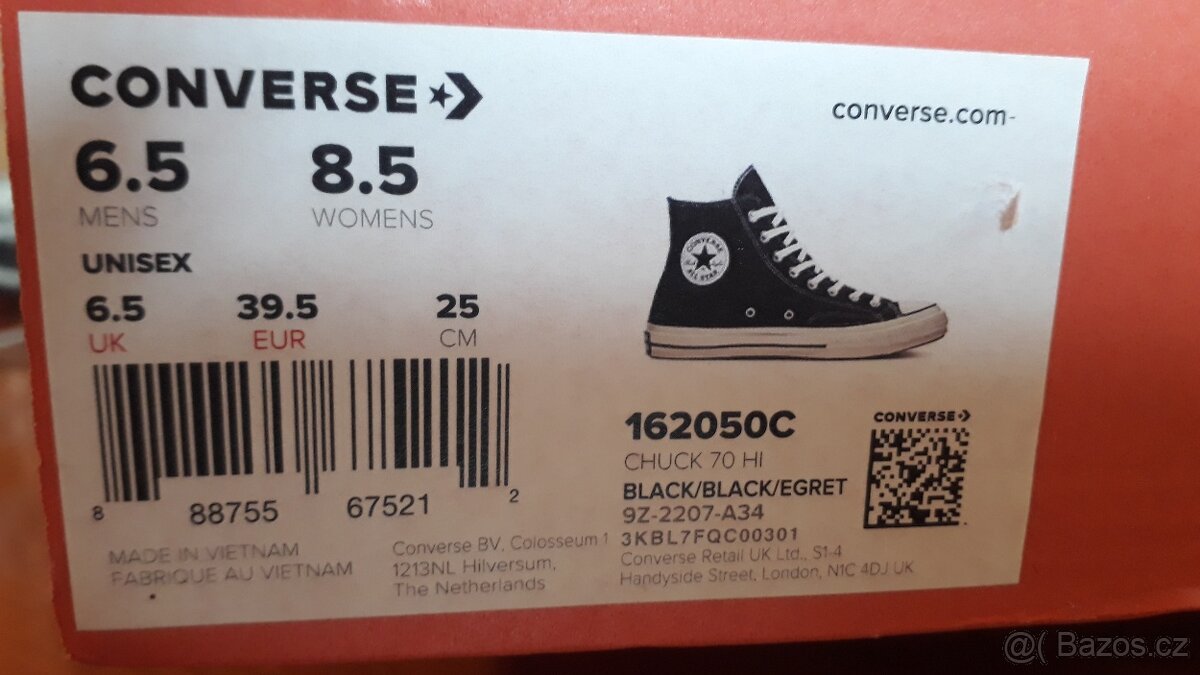 CONVERSE
converse.com-
6.5 8.5
MENS WOMENS
UNISEX
6.5 39.5 25
UK EUR CM
CONVERSE
ALL STAR
8 88755 67521 2
MADE IN VIETNAM
FABRIQUE AU VIETNAM
Converse BV, Colosseum 1
1213NL Hilversum,
The Netherlands
162050C
CHUCK 70 HI
BLACK/BLACK/EGRET
9Z-2207-A34
3KBL7FQC00301
Converse Retail UK Ltd., S1-4
Handyside Street, London, N1C 4DJ UK
CONVERSE
@( Bazos.cz